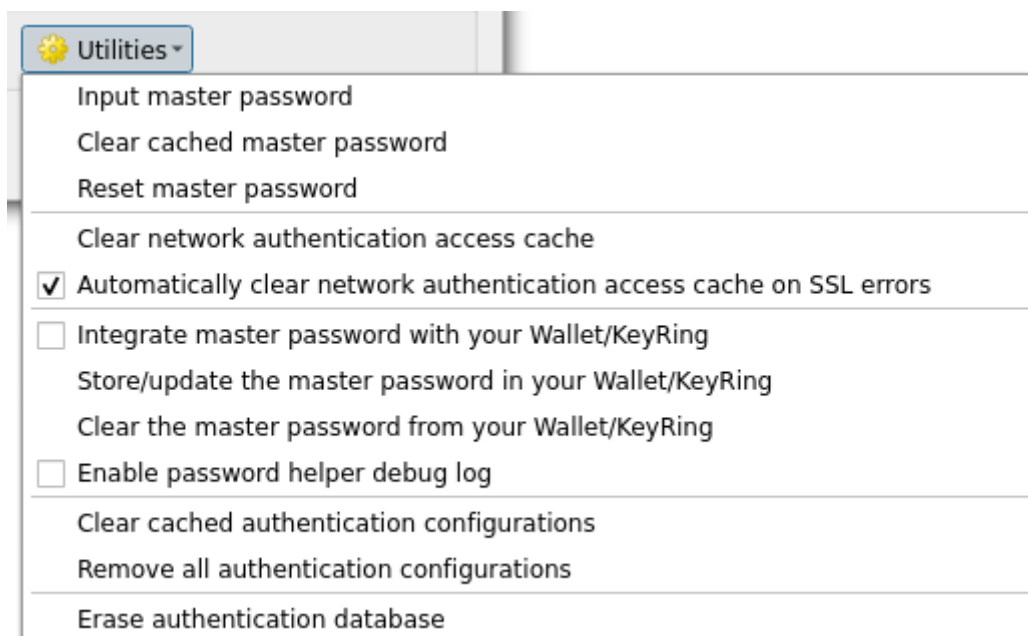 Utilities
Input master password
Clear cached master password
Reset master password
Clear network authentication access cache
Automatically clear network authentication access cache on SSL errors
Integrate master password with your Wallet/KeyRing
Store/update the master password in your Wallet/KeyRing
Clear the master password from your Wallet/KeyRing
Enable password helper debug log
Clear cached authentication configurations
Remove all authentication configurations
Erase authentication database